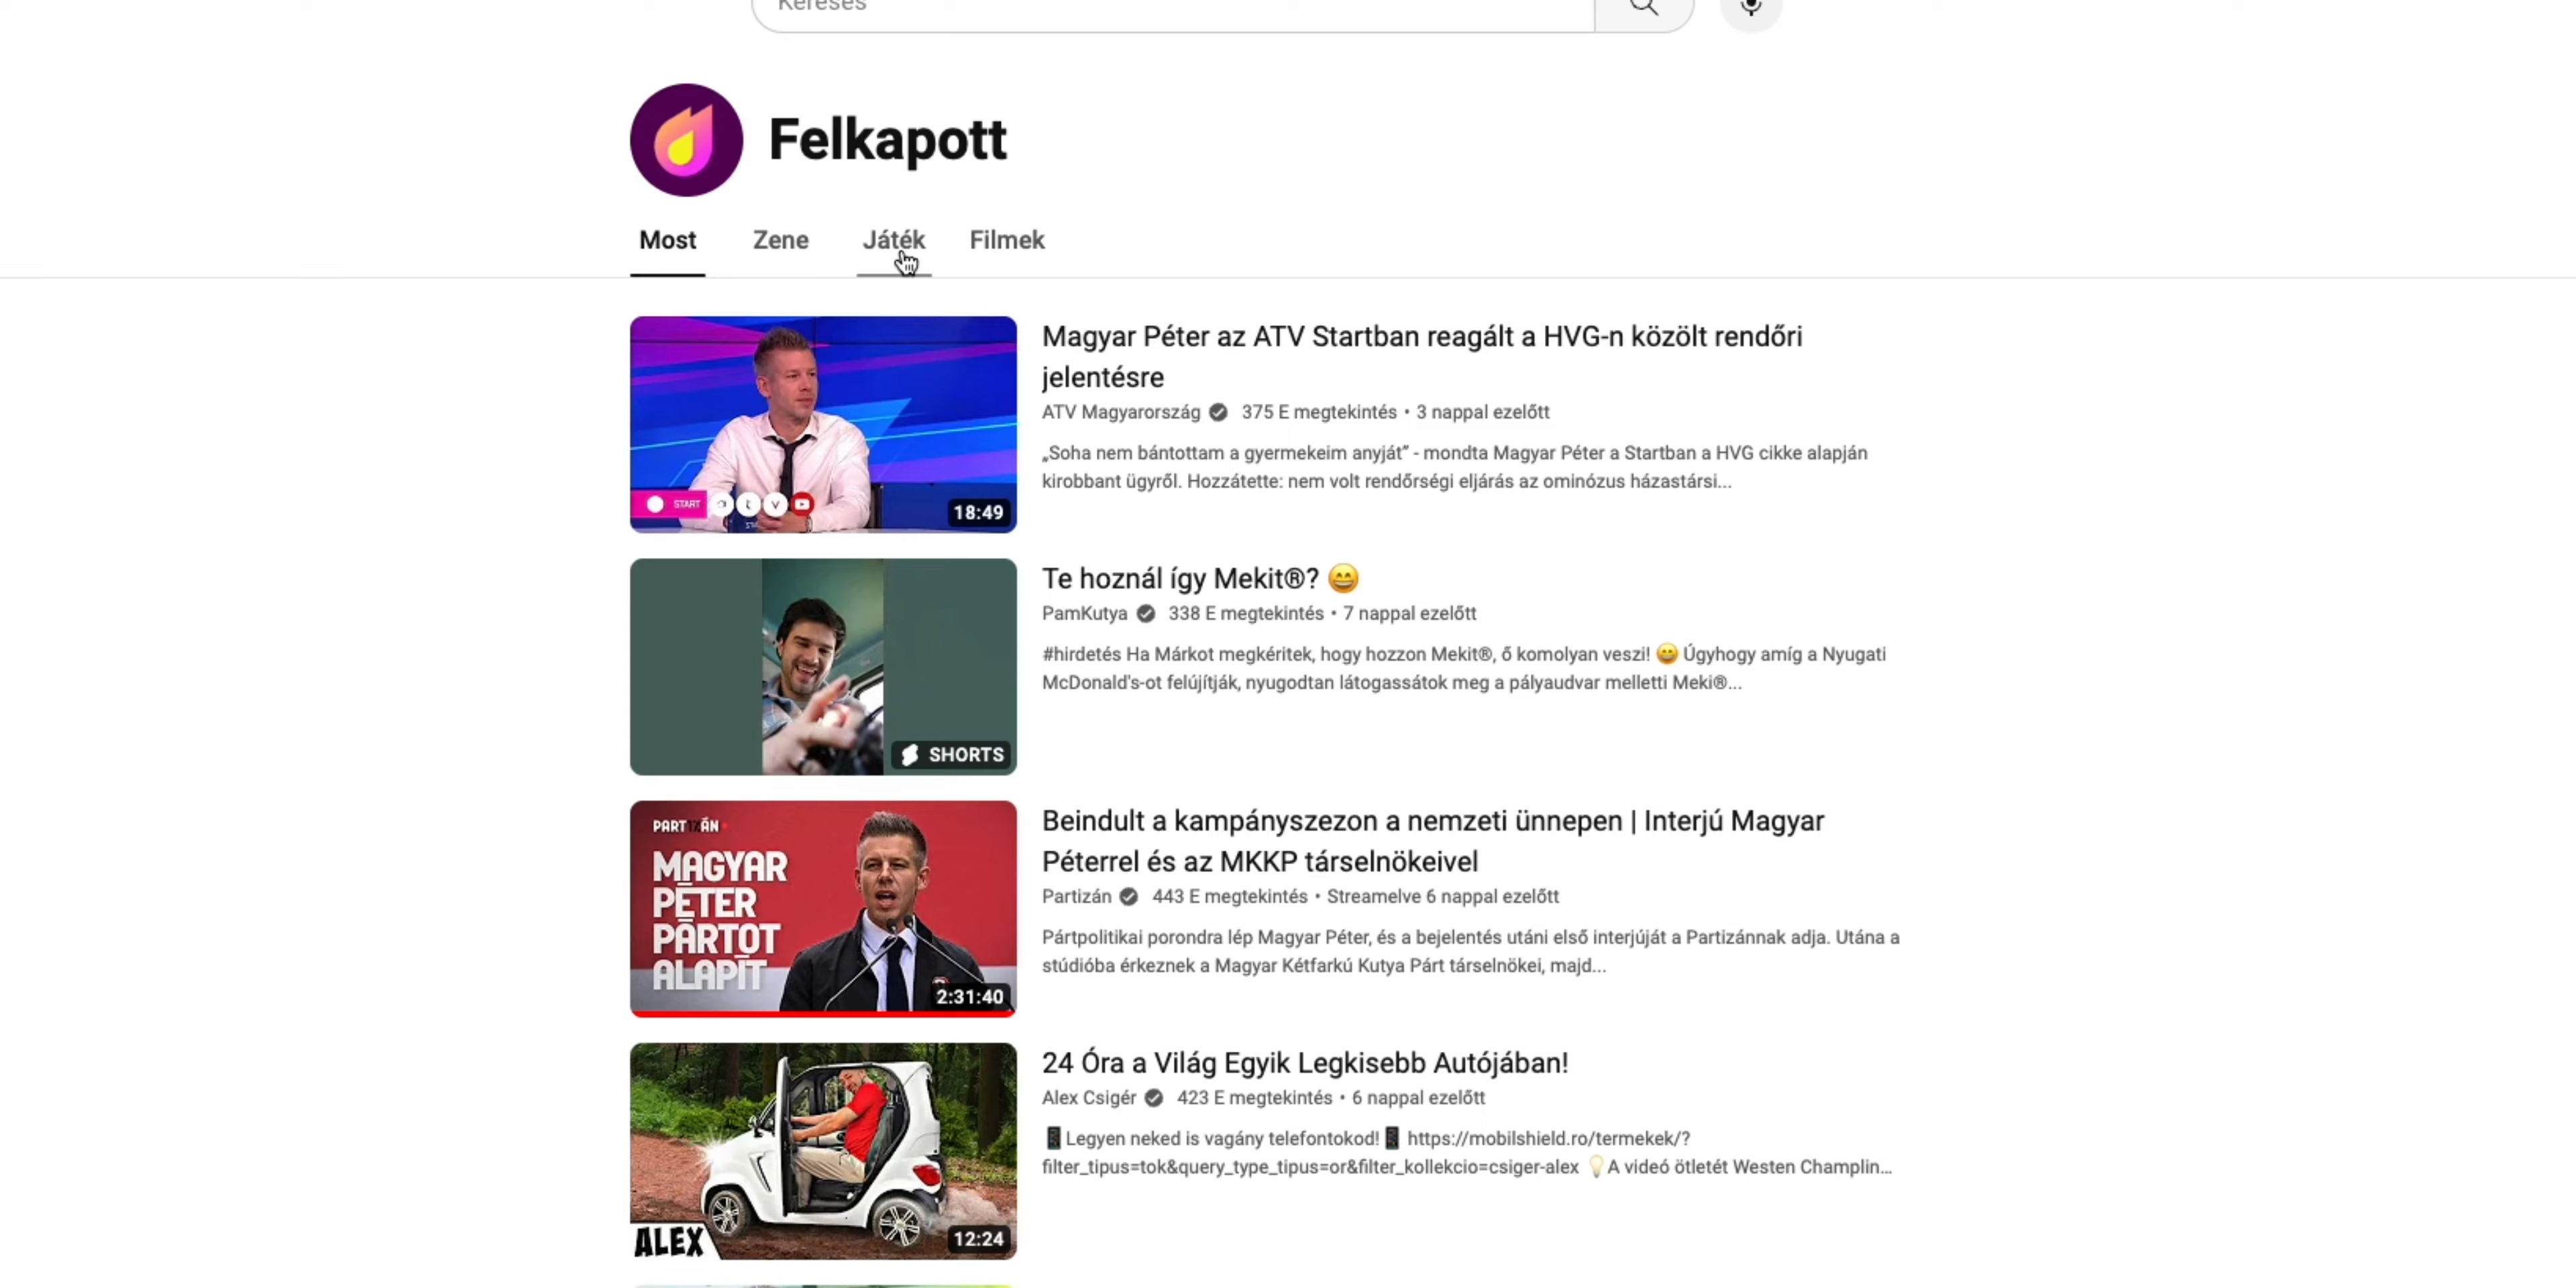 Keresés
Felkapott
Most Zene Játék Filmek
Magyar Péter az ATV Startban reagált a HVG-n közölt rendőri
jelentésre
ATV Magyarország 375 E megtekintés • 3 nappal ezelőtt
„Soha nem bántottam a gyermekeim anyját” - mondta Magyar Péter a Startban a HVG cikke alapján
kirobbant ügyről. Hozzátette: nem volt rendőrségi eljárás az ominózus házastársi...
START a t v
18:49
Te hoznál így Mekit®? 😄
PamKutya 338 E megtekintés • 7 nappal ezelőtt
#hirdetés Ha Márkot megkéritek, hogy hozzon Mekit®, ő komolyan veszi! 😄 Úgyhogy amíg a Nyugati
McDonald's-ot felújítják, nyugodtan látogassátok meg a pályaudvar melletti Meki®...
SHORTS
PARTIZÁN
MAGYAR
PÉTER
PÁRTOT
ALAPÍT
2:31:40
Beindult a kampányszezon a nemzeti ünnepen | Interjú Magyar
Péterrel és az MKKP társelnökeivel
Partizán 443 E megtekintés • Streamelve 6 nappal ezelőtt
Pártpolitikai porondra lép Magyar Péter, és a bejelentés utáni első interjúját a Partizánnak adja. Utána a
stúdióba érkeznek a Magyar Kétfarkú Kutya Párt társelnökei, majd...
24 Óra a Világ Egyik Legkisebb Autójában!
Alex Csigér 423 E megtekintés • 6 nappal ezelőtt
📱Legyen neked is vagány telefontokod!📱 https://mobilshield.ro/termekek/?
filter_tipus=tok&query_type_tipus=or&filter_kollekcio=csiger-alex 💡A videó ötletét Westen Champlin...
ALEX
12:24